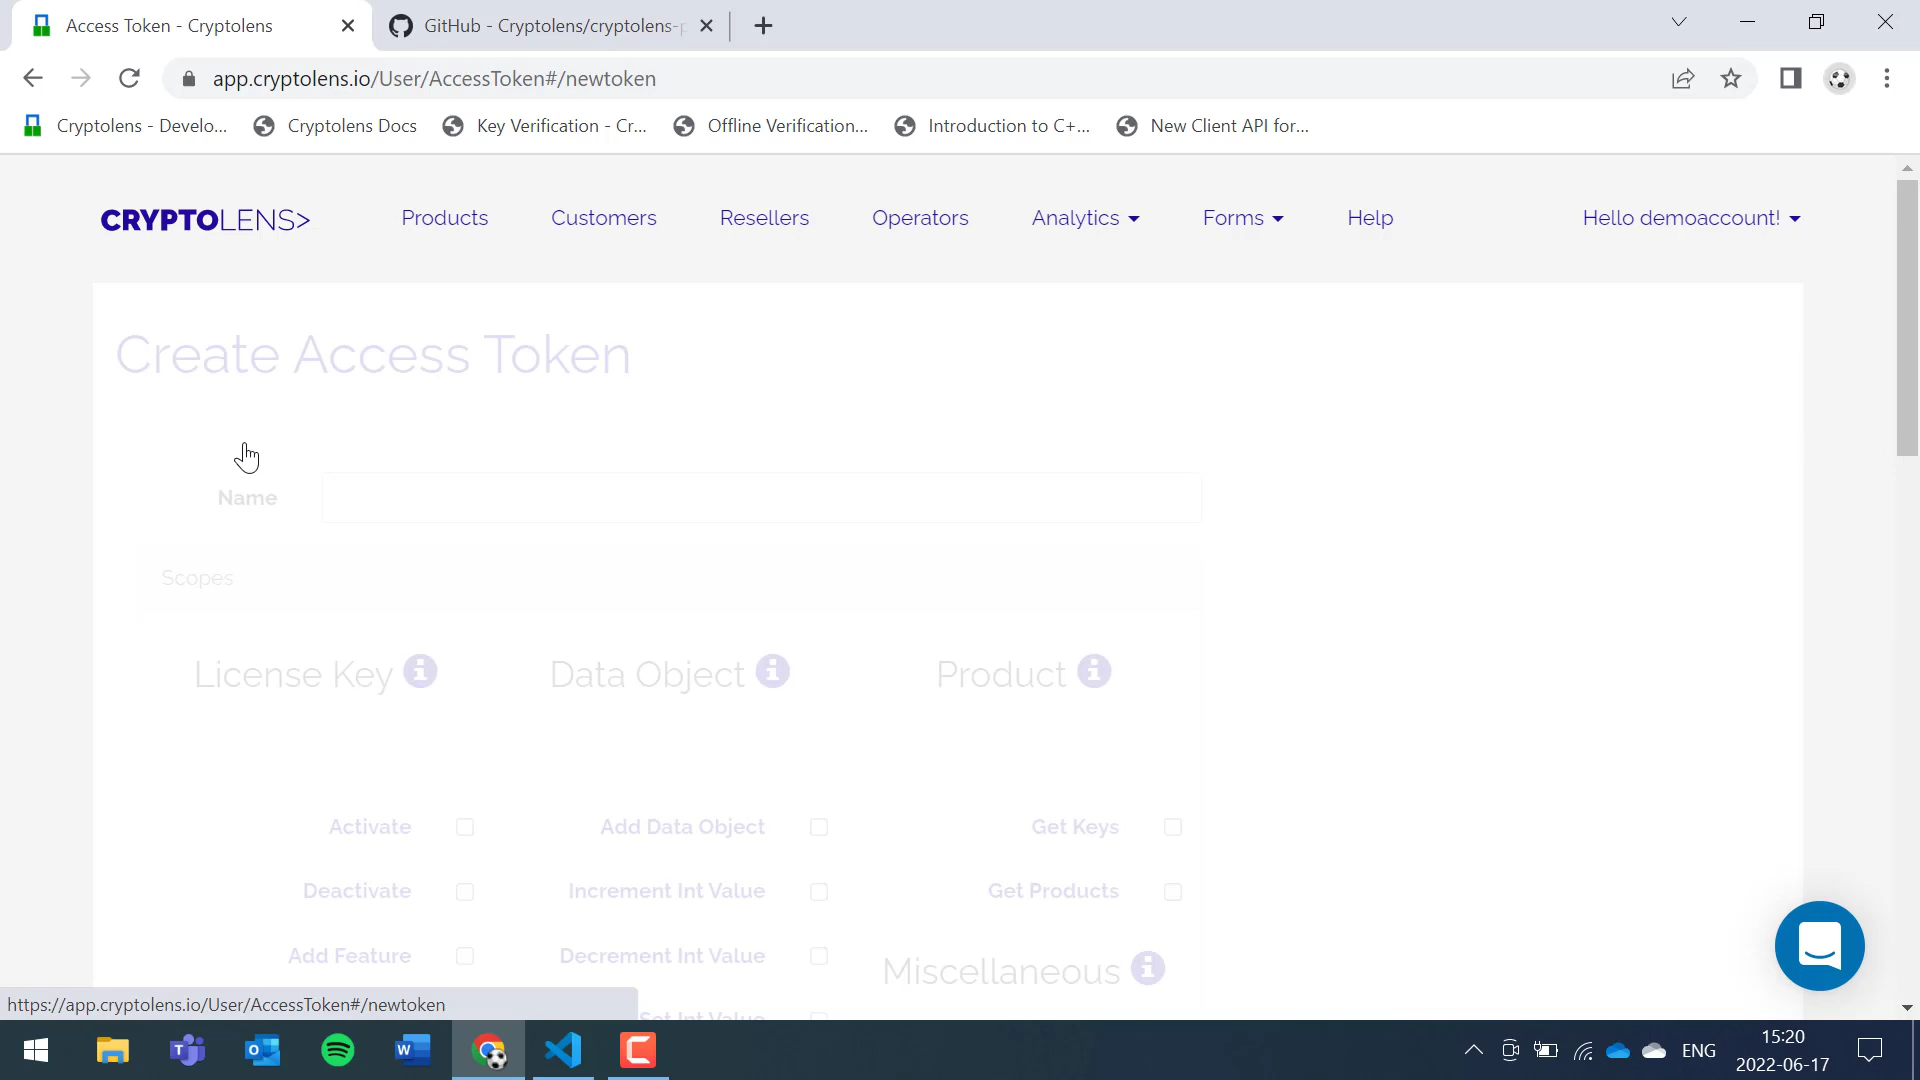 Access Token - Cryptolens
GitHub - Cryptolens/cryptolens-p
app.cryptolens.io/User/AccessToken#/newtoken
Cryptolens - Develo...
Cryptolens Docs
Key Verification - Cr...
Offline Verification...
Introduction to C+...
New Client API for...
CRYPTOLENS>
Products
Customers
Resellers
Operators
Analytics
Forms
Help
Hello demoaccount!
Create Access Token
Name
Scopes
License Key
Data Object
Product
Activate
Add Data Object
Get Keys
Deactivate
Increment Int Value
Get Products
Add Feature
Decrement Int Value
Miscellaneous
https://app.cryptolens.io/User/AccessToken#/newtoken
Set Int Value
ENG
15:20
2022-06-17